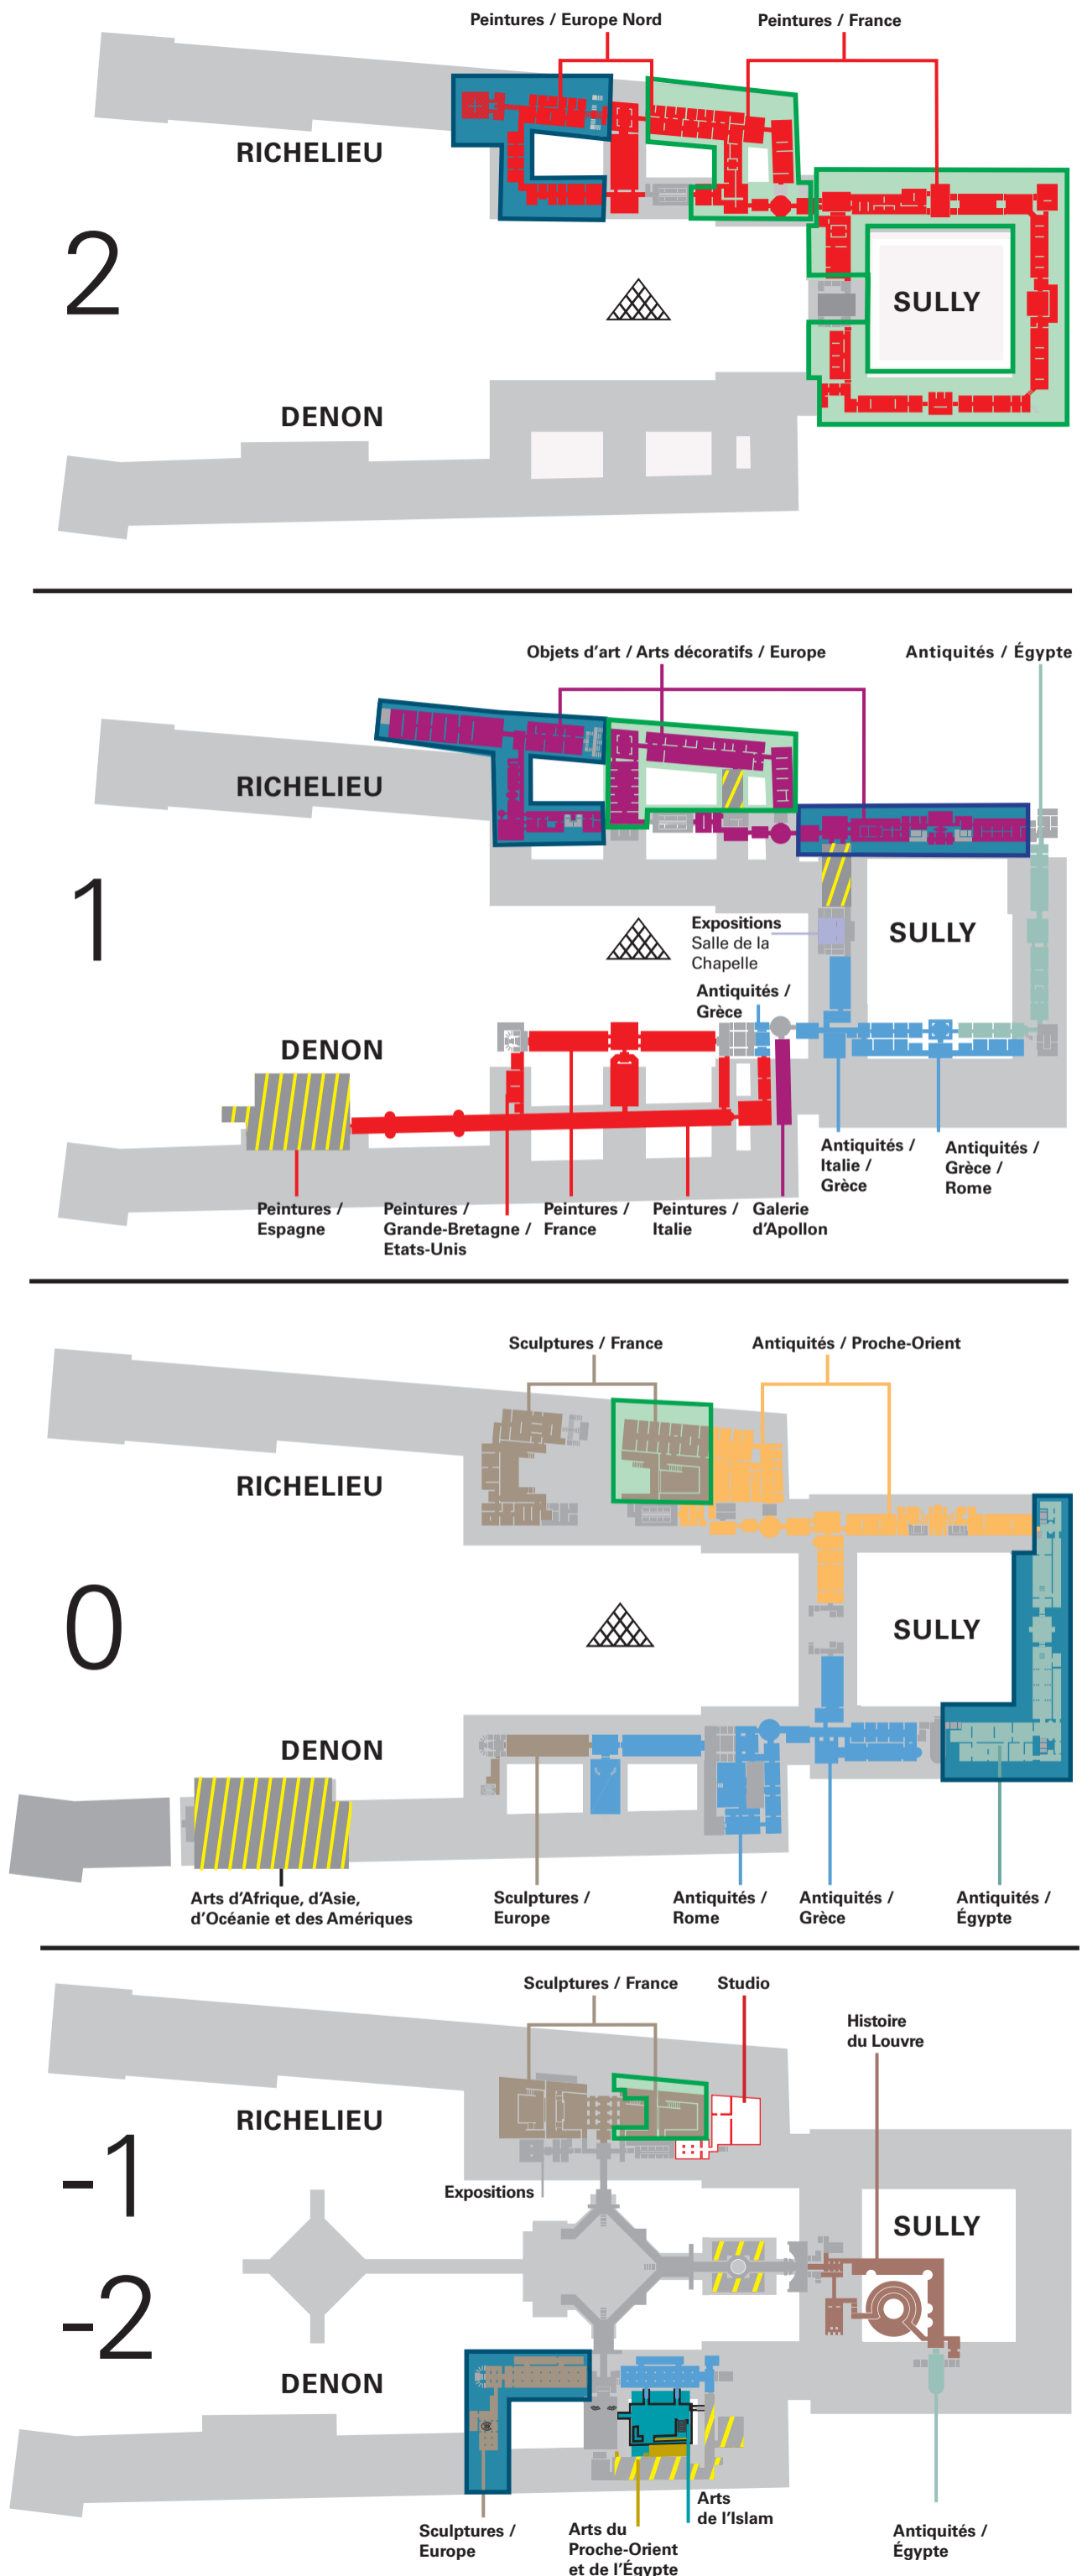 Peintures / Europe Nord
Peintures / France
RICHELIEU
2
SULLY
DENON
Objets d'art / Arts décoratifs / Europe
Antiquités / Égypte
RICHELIEU
1
Expositions
Salle de la
Chapelle
SULLY
Antiquités /
Grèce
DENON
Antiquités /
Italie /
Grèce
Antiquités /
Grèce /
Rome
Peintures /
Espagne
Peintures /
Grande-Bretagne /
Etats-Unis
Peintures /
France
Peintures /
Italie
Galerie
d'Apollon
Sculptures / France
Antiquités / Proche-Orient
RICHELIEU
0
SULLY
DENON
Arts d'Afrique, d'Asie,
d'Océanie et des Amériques
Sculptures /
Europe
Antiquités /
Rome
Antiquités /
Grèce
Antiquités /
Égypte
Sculptures / France
Studio
Histoire
du Louvre
RICHELIEU
-1
Expositions
SULLY
-2
DENON
Arts
de l'Islam
Sculptures /
Europe
Arts du
Proche-Orient
et de l'Égypte
Antiquités /
Égypte